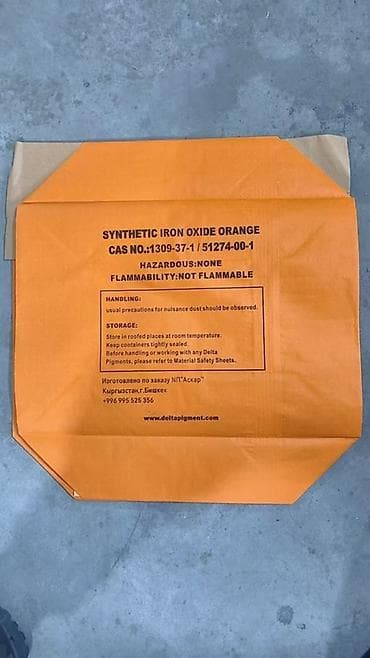 SYNTHETIC IRON OXIDE ORANGE
CAS NO.:1309-37-1 / 51274-00-1
HAZARDOUS:NONE
FLAMMABILITY:NOT FLAMMABLE
HANDLING:
usual precautions for nuisance dust should be observed.
STORAGE:
Store in roofed places at room temperature.
Keep containers tightly sealed.
Before handling or working with any Delta
Pigments, please refer to Material Safety Sheets.
Изготовлено по заказу NП"Аскар"
Кыргызстан,г.Бишкек
+996 995 525 356
www.deltapigment.com